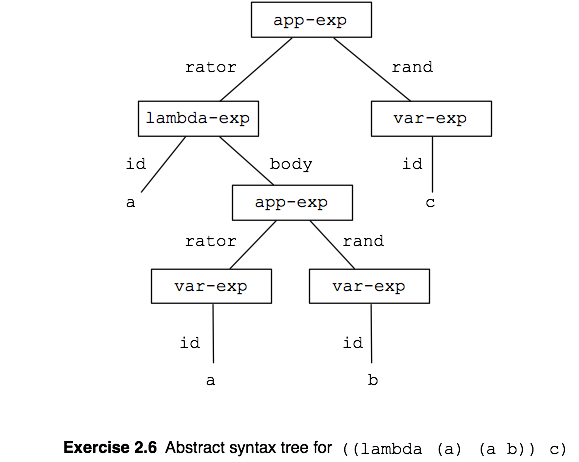 app-exp
rator rand
lambda-exp var-exp
id body id
a app-exp c
rator rand
var-exp var-exp
id id
a b
Exercise 2.6 Abstract syntax tree for ((lambda (a) (a b)) c)